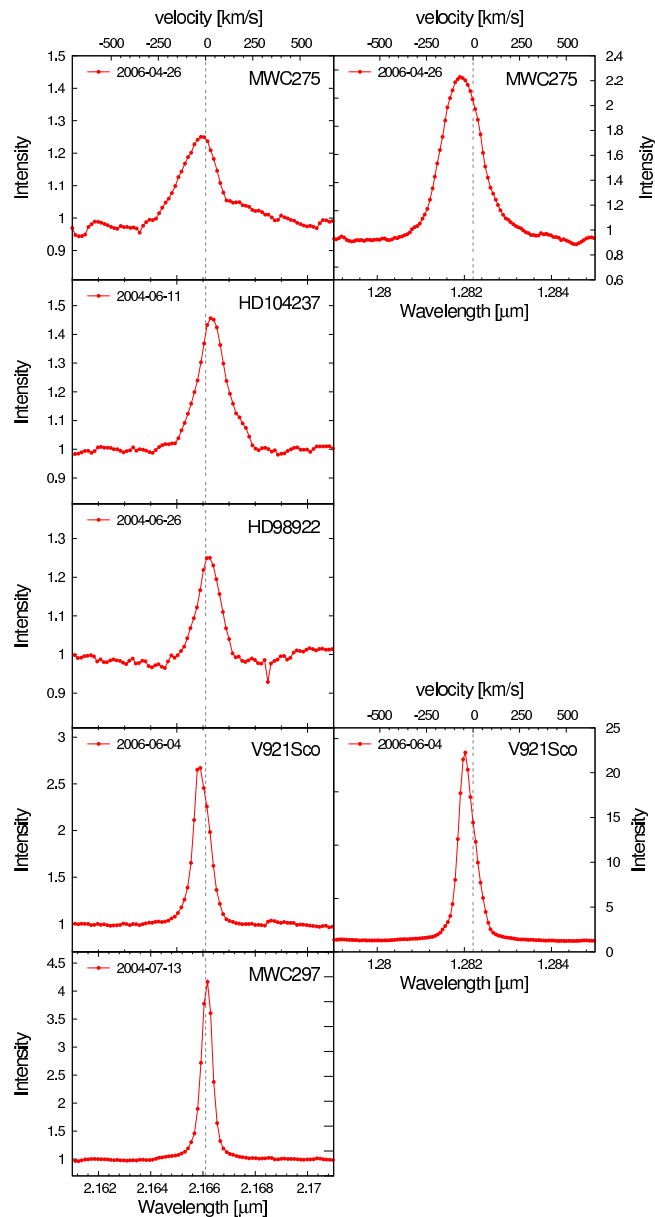 velocity [km/s]
-500 -250 0 250 500
velocity [km/s]
-500 -250 0 250 500
Intensity
1.5
1.4
1.3
1.2
1.1
1
0.9
2006-04-26
MWC275
2006-04-26
MWC275
2.4
2.2
2
1.8
1.6
1.4
1.2
1
0.8
0.6
Intensity
1.28 1.282 1.284
Wavelength [μm]
Intensity
1.5
1.4
1.3
1.2
1.1
1
0.9
2004-06-11
HD104237
Intensity
1.3
1.2
1.1
1
0.9
2004-06-26
HD98922
velocity [km/s]
-500 -250 0 250 500
Intensity
3
2.5
2
1.5
1
2006-06-04
V921Sco
2006-06-04
V921Sco
25
20
15
10
5
0
Intensity
1.28 1.282 1.284
Wavelength [μm]
Intensity
4.5
4
3.5
3
2.5
2
1.5
1
2004-07-13
MWC297
2.162 2.164 2.166 2.168 2.17
Wavelength [μm]